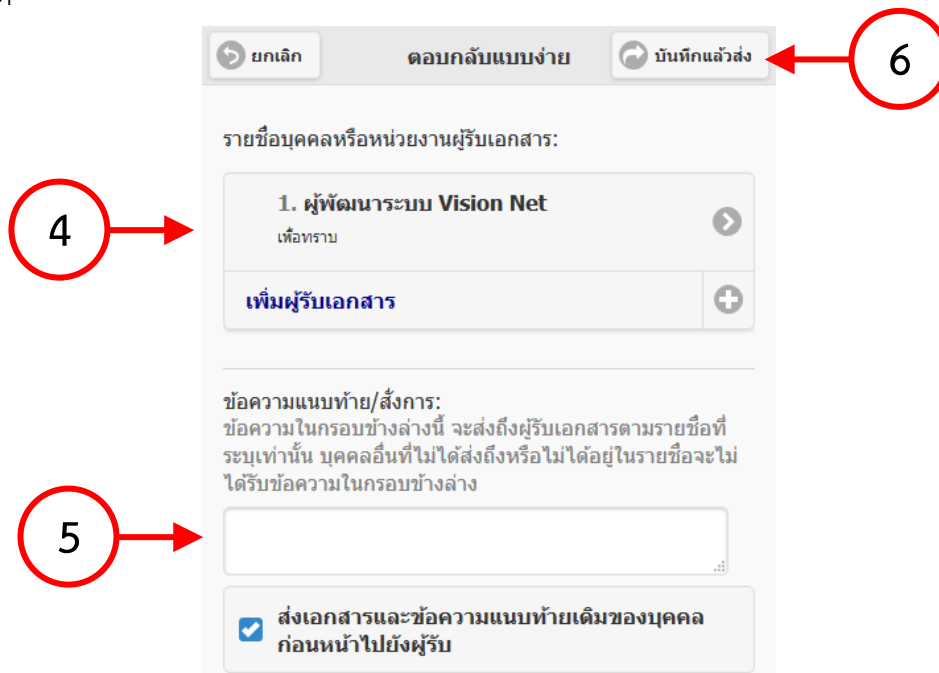 ยกเลิก ตอบกลับแบบง่าย บันทึกแล้วส่ง 6
รายชื่อบุคคลหรือหน่วยงานผู้รับเอกสาร:
1. ผู้พัฒนาระบบ Vision Net
4
เพื่อทราบ
เพิ่มผู้รับเอกสาร
ข้อความแนบท้าย/สั่งการ:
ข้อความในกรอบข้างล่างนี้ จะส่งถึงผู้รับเอกสารตามรายชื่อที่
ระบุเท่านั้น บุคคลอื่นที่ไม่ได้ส่งถึงหรือไม่ได้อยู่ในรายชื่อจะไม่
ได้รับข้อความในกรอบข้างล่าง
5
ส่งเอกสารและข้อความแนบท้ายเดิมของบุคคล
ก่อนหน้าไปยังผู้รับ